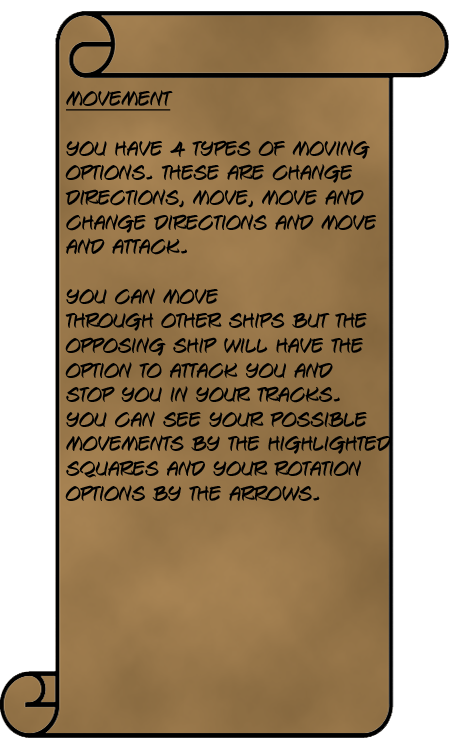 MOVEMENT
YOU HAVE 4 TYPES OF MOVING
OPTIONS. THESE ARE CHANGE
DIRECTIONS, MOVE, MOVE AND
CHANGE DIRECTIONS AND MOVE
AND ATTACK.
YOU CAN MOVE
THROUGH OTHER SHIPS BUT THE
OPPOSING SHIP WILL HAVE THE
OPTION TO ATTACK YOU AND
STOP YOU IN YOUR TRACKS.
YOU CAN SEE YOUR POSSIBLE
MOVEMENTS BY THE HIGHLIGHTED
SQUARES AND YOUR ROTATION
OPTIONS BY THE ARROWS.